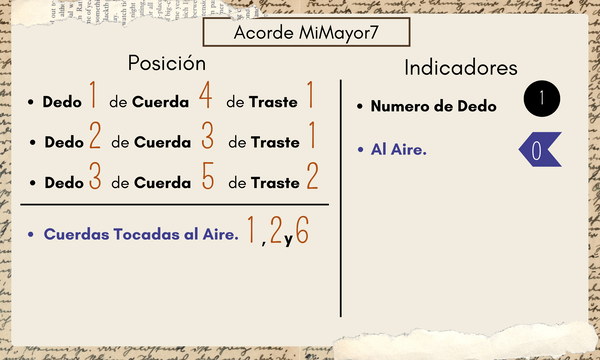 Acorde MiMayor7
Posición
• Dedo 1 de Cuerda 4 de Traste 1
• Dedo 2 de Cuerda 3 de Traste 1
• Dedo 3 de Cuerda 5 de Traste 2
• Cuerdas Tocadas al Aire. 1, 2 y 6
Indicadores
• Numero de Dedo 1
• Al Aire. 0